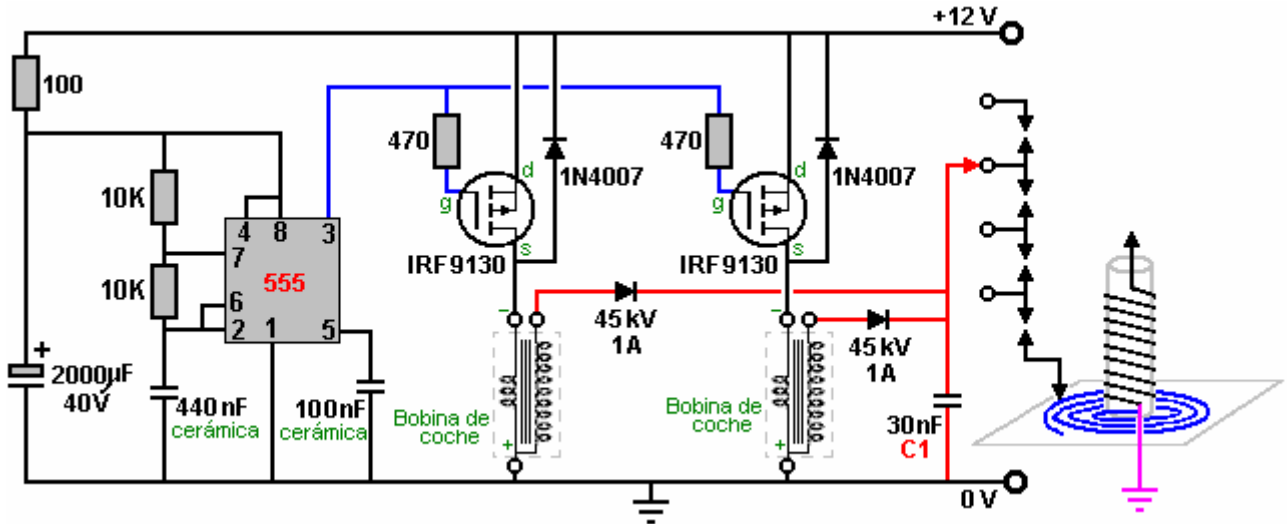 +12 V
100
470
470
d
d
1N4007
1N4007
10K
g
g
4 8 3
7
s
s
555
IRF9130
IRF9130
10K
6
2 1 5
-
-
45 kV
1A
45 kV
1A
+
2000µF
40V
440 nF
cerámica
100nF
cerámica
Bobina de
coche
+
Bobina de
coche
+
30nF
C1
0 V